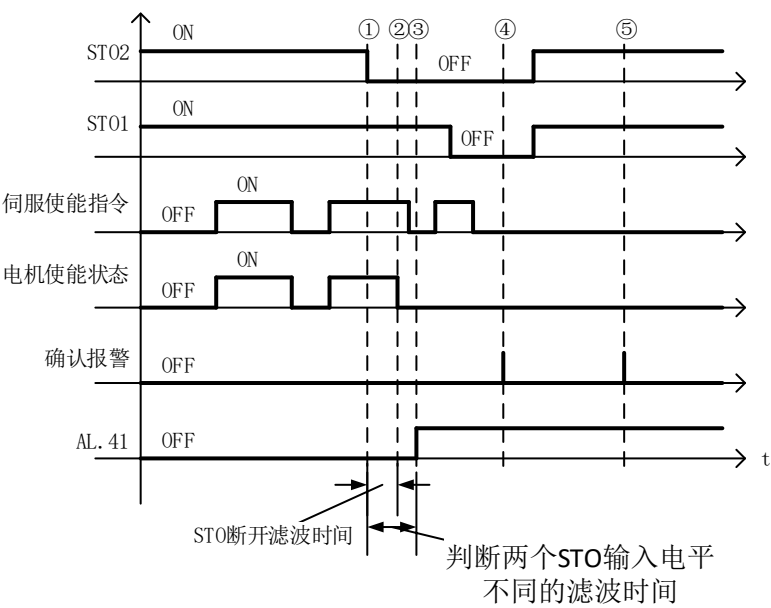 ON ① ②③ ④ ⑤
STO2 OFF
ON
STO1 OFF
ON
伺服使能指令 OFF
ON
电机使能状态 OFF
确认报警 OFF
AL.41 OFF
t
STO断开滤波时间
判断两个STO输入电平
不同的滤波时间